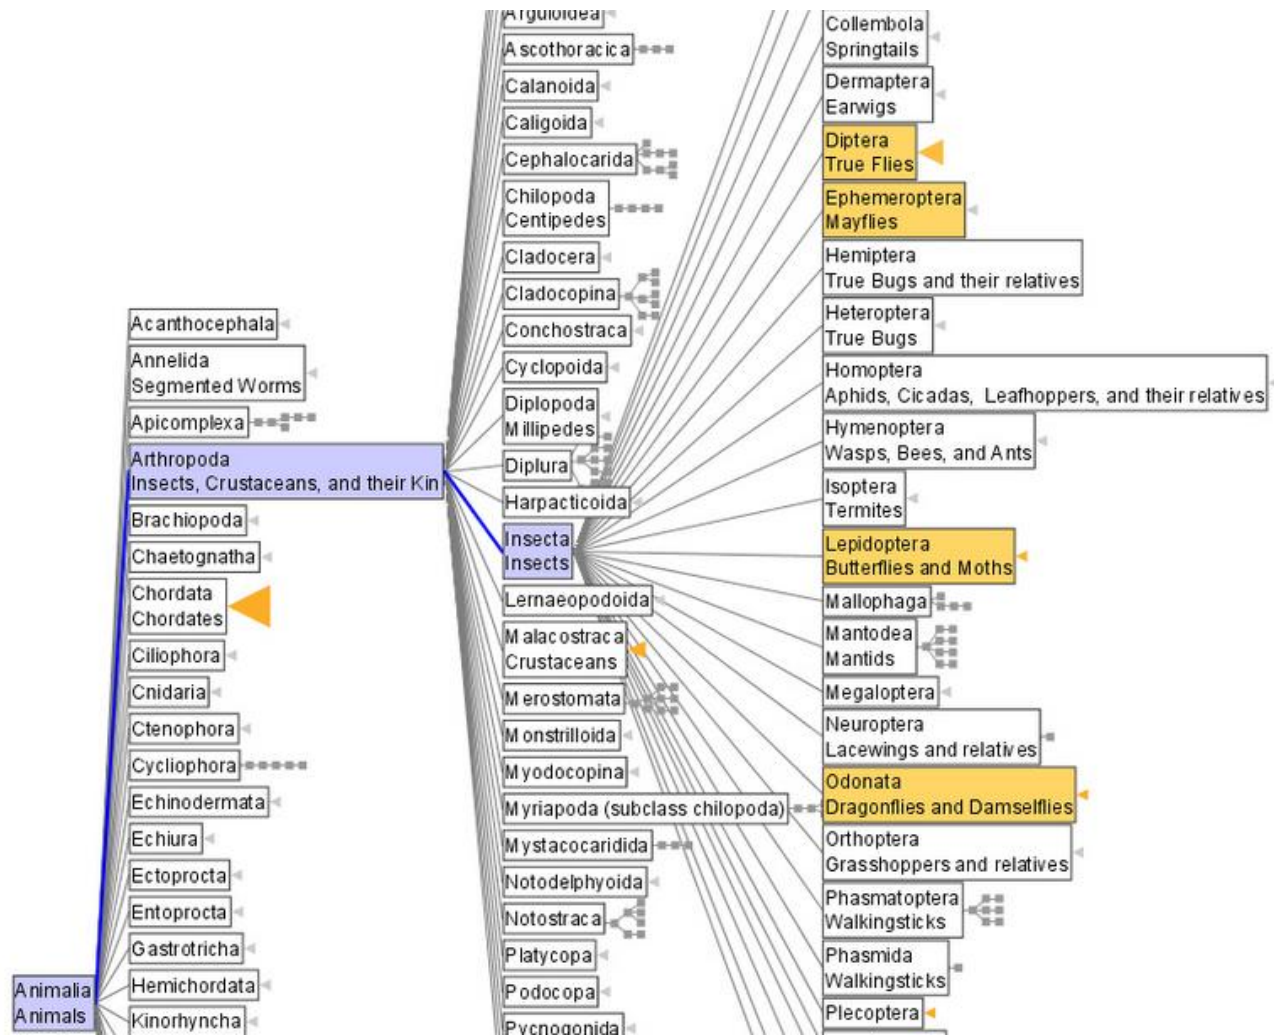 Acanthocephala
Annelida
Segmented Worms
Apicomplexa
Arthropoda
Insects, Crustaceans, and their Kin
Brachiopoda
Chaetognatha
Chordata
Chordates
Ciliophora
Cnidaria
Ctenophora
Cycliophora
Echinodermata
Echiura
Ectoprocta
Entoprocta
Gastrotricha
Hemichordata
Kinorhyncha
Animalia
Animals
Arguloidea
Ascothoracica
Calanoida
Caligoida
Cephalocarida
Chilopoda
Centipedes
Cladocera
Cladocopina
Conchostraca
Cyclopoida
Diplopoda
Millipedes
Diplura
Harpacticoida
Insecta
Insects
Lernaeopodoida
Malacostraca
Crustaceans
Merostomata
Monstrilloida
Myodocopina
Myriapoda (subclass chilopoda)
Mystacocaridida
Notodelphyoida
Notostraca
Platycopa
Podocopa
Pycnogonida
Collembola
Springtails
Dermaptera
Earwigs
Diptera
True Flies
Ephemeroptera
Mayflies
Hemiptera
True Bugs and their relatives
Heteroptera
True Bugs
Homoptera
Aphids, Cicadas, Leafhoppers, and their relatives
Hymenoptera
Wasps, Bees, and Ants
Isoptera
Termites
Lepidoptera
Butterflies and Moths
Mallophaga
Mantodea
Mantids
Megaloptera
Neuroptera
Lacewings and relatives
Odonata
Dragonflies and Damselflies
Orthoptera
Grasshoppers and relatives
Phasmatoptera
Walkingsticks
Phasmida
Walkingsticks
Plecoptera